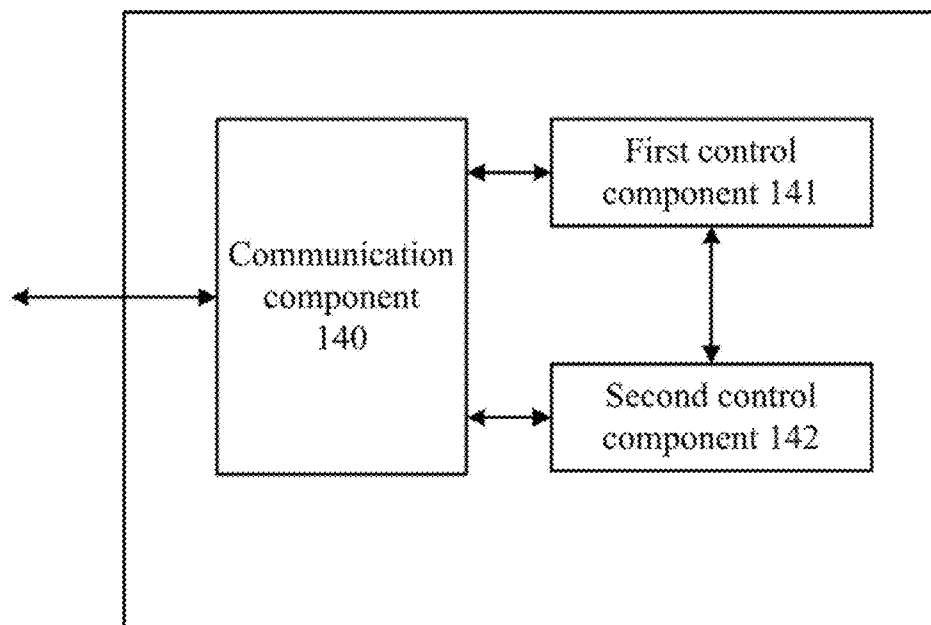 First control
component 141
Communication
component
140
Second control
component 142